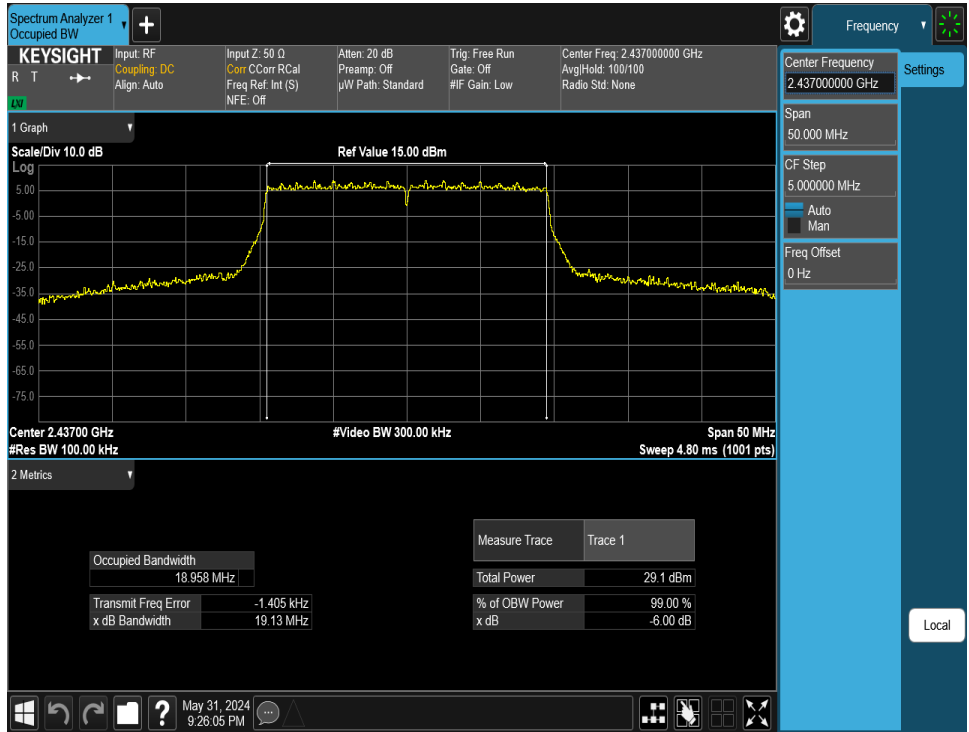 Spectrum Analyzer 1
Occupied BW
Frequency
KEYSIGHT
R T
LXI
Input: RF
Coupling: DC
Align: Auto
Input Z: 50 Ω
Corr CCorr RCal
Freq Ref: Int (S)
NFE: Off
Atten: 20 dB
Preamp: Off
µW Path: Standard
Trig: Free Run
Gate: Off
#IF Gain: Low
Center Freq: 2.437000000 GHz
Avg|Hold: 100/100
Radio Std: None
Center Frequency
2.437000000 GHz
Settings
Span
50.000 MHz
CF Step
5.000000 MHz
Auto
Man
Freq Offset
0 Hz
1 Graph
Scale/Div 10.0 dB
Ref Value 15.00 dBm
Log
5.00
-5.00
-15.0
-25.0
-35.0
-45.0
-55.0
-65.0
-75.0
Center 2.43700 GHz
#Video BW 300.00 kHz
Span 50 MHz
#Res BW 100.00 kHz
Sweep 4.80 ms (1001 pts)
2 Metrics
Measure Trace Trace 1
Occupied Bandwidth
18.958 MHz
Total Power 29.1 dBm
Transmit Freq Error -1.405 kHz
% of OBW Power 99.00 %
x dB Bandwidth 19.13 MHz
x dB -6.00 dB
Local
?
May 31, 2024
9:26:05 PM